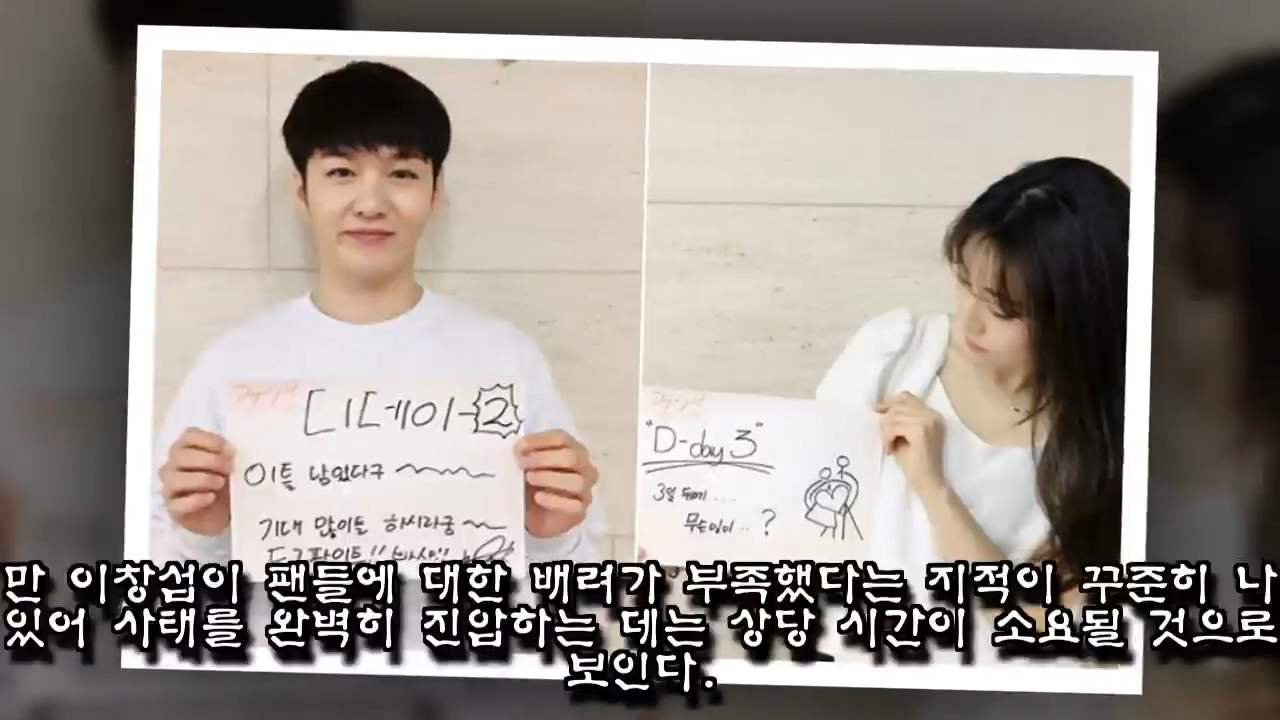 디데이-2
이틀 남았다구
기대 많이들 하시라궁
"D-day 3"
3일 뒤에...
무슨일이..?
만 이창섭이 팬들에 대한 배려가 부족했다는 지적이 꾸준히 나
있어 사태를 완벽히 진압하는 데는 상당 시간이 소요될 것으로
보인다.